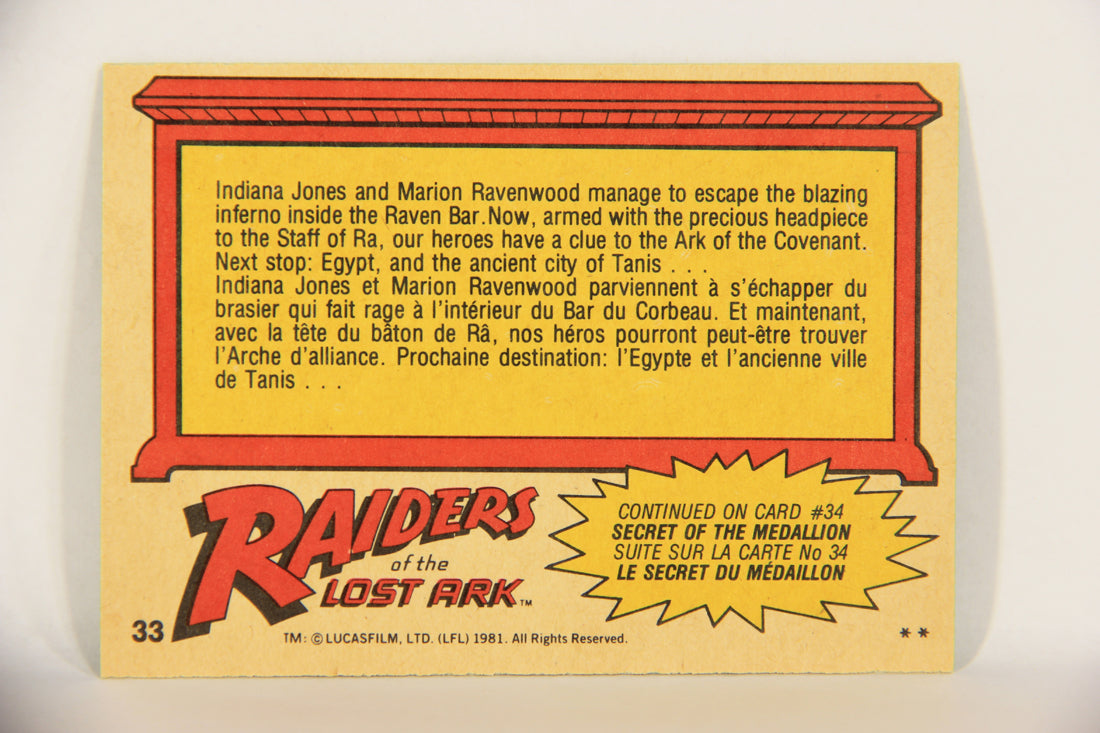 Indiana Jones and Marion Ravenwood manage to escape the blazing
inferno inside the Raven Bar.Now, armed with the precious headpiece
to the Staff of Ra, our heroes have a clue to the Ark of the Covenant.
Next stop: Egypt, and the ancient city of Tanis . . .
Indiana Jones et Marion Ravenwood parviennent à s'échapper du
brasier qui fait rage à l'intérieur du Bar du Corbeau. Et maintenant,
avec la tête du bâton de Râ, nos héros pourront peut-être trouver
l'Arche d'alliance. Prochaine destination: l'Egypte et l'ancienne ville
de Tanis . . .
RAIDERS
of the
LOST ARK™
CONTINUED ON CARD #34
SECRET OF THE MEDALLION
SUITE SUR LA CARTE No 34
LE SECRET DU MÉDAILLON
33
TM: © LUCASFILM, LTD. (LFL) 1981. All Rights Reserved.
* *